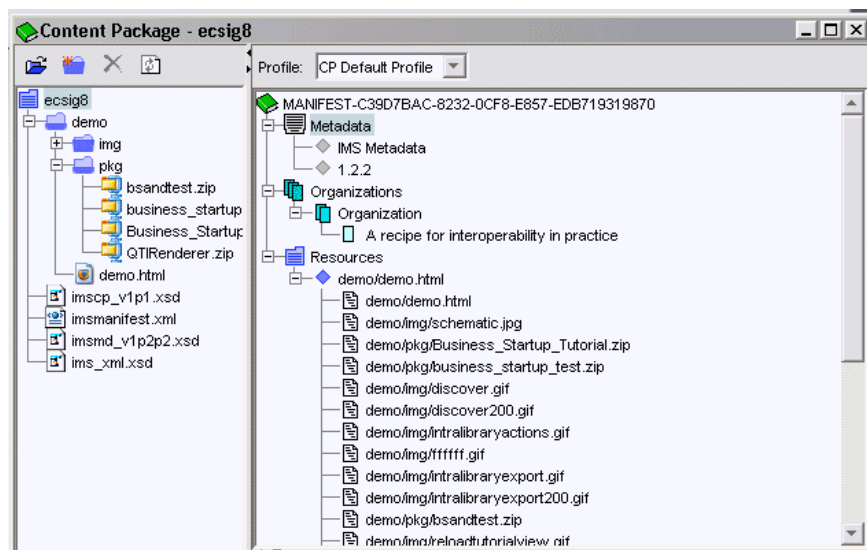 Content Package - ecsig8
Profile: CP Default Profile
ecsig8
demo
img
pkg
bsandtest.zip
business_startup
Business_Startup
QTIRenderer.zip
demo.html
imscp_v1p1.xsd
imsmanifest.xml
imsmd_v1p2p2.xsd
ims_xml.xsd
MANIFEST-C39D7BAC-8232-0CF8-E857-EDB719319870
Metadata
IMS Metadata
1.2.2
Organizations
Organization
A recipe for interoperability in practice
Resources
demo/demo.html
demo/demo.html
demo/img/schematic.jpg
demo/pkg/Business_Startup_Tutorial.zip
demo/pkg/business_startup_test.zip
demo/img/discover.gif
demo/img/discover200.gif
demo/img/intralibraryactions.gif
demo/img/ffffff.gif
demo/img/intralibraryexport.gif
demo/img/intralibraryexport200.gif
demo/pkg/bsandtest.zip
demo/img/reloadtutorialview.gif